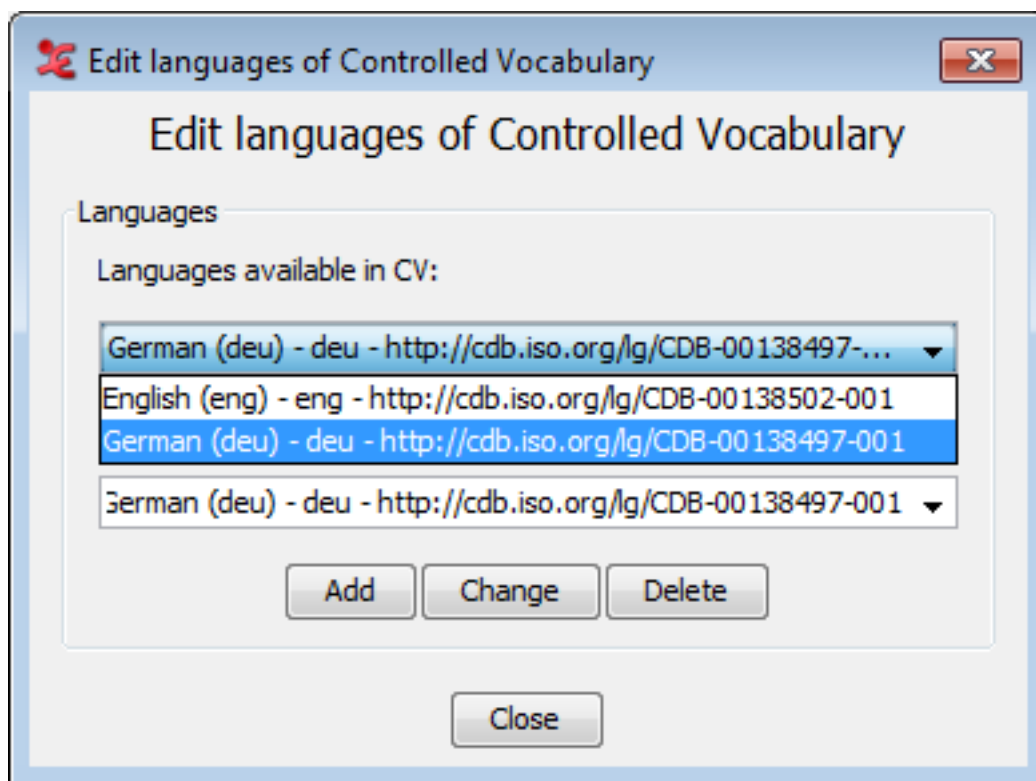 Edit languages of Controlled Vocabulary
Edit languages of Controlled Vocabulary
Languages
Languages available in CV:
German (deu) - deu - http://cdb.iso.org/lg/CDB-00138497-...
English (eng) - eng - http://cdb.iso.org/lg/CDB-00138502-001
German (deu) - deu - http://cdb.iso.org/lg/CDB-00138497-001
German (deu) - deu - http://cdb.iso.org/lg/CDB-00138497-001
Add Change Delete
Close